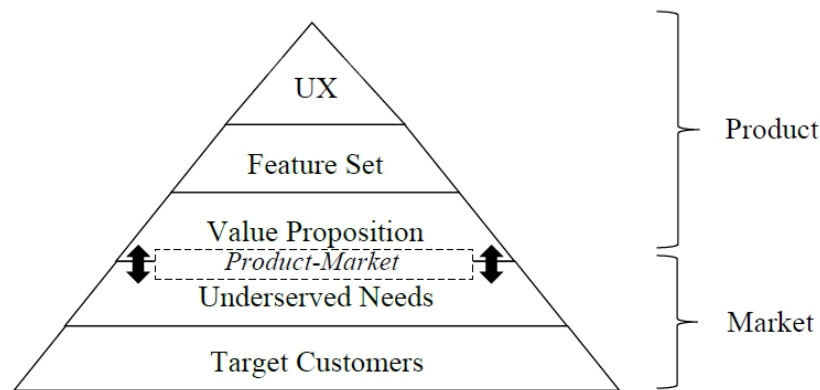 UX
Feature Set
Product
Value Proposition
Product-Market
Underserved Needs
Market
Target Customers